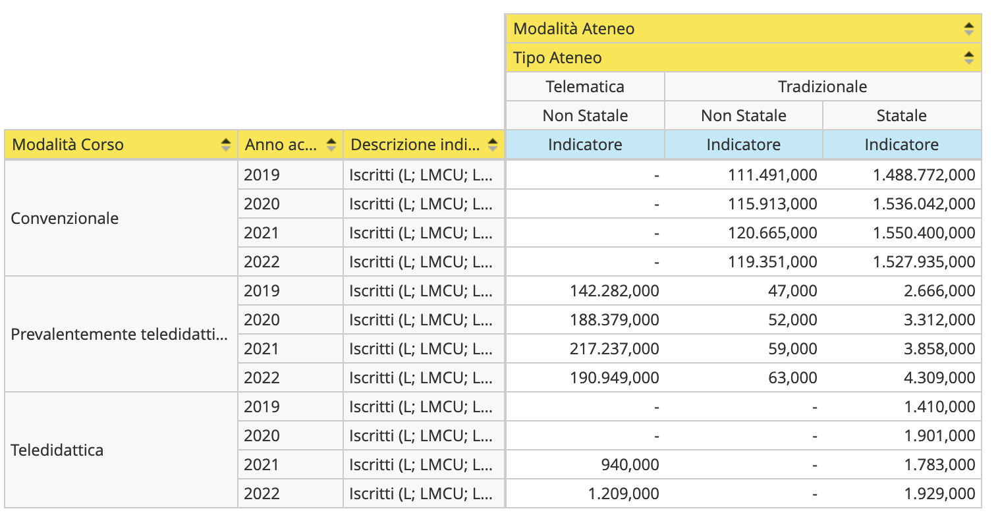 Modalità Ateneo
Tipo Ateneo
Telematica Tradizionale
Non Statale Non Statale Statale
Modalità Corso Anno ac... Descrizione indi... Indicatore Indicatore Indicatore
Convenzionale
2019 Iscritti (L; LMCU; L... - 111.491,000 1.488.772,000
2020 Iscritti (L; LMCU; L... - 115.913,000 1.536.042,000
2021 Iscritti (L; LMCU; L... - 120.665,000 1.550.400,000
2022 Iscritti (L; LMCU; L... - 119.351,000 1.527.935,000
Prevalentemente teledidatti...
2019 Iscritti (L; LMCU; L... 142.282,000 47,000 2.666,000
2020 Iscritti (L; LMCU; L... 188.379,000 52,000 3.312,000
2021 Iscritti (L; LMCU; L... 217.237,000 59,000 3.858,000
2022 Iscritti (L; LMCU; L... 190.949,000 63,000 4.309,000
Teledidattica
2019 Iscritti (L; LMCU; L... - - 1.410,000
2020 Iscritti (L; LMCU; L... - - 1.901,000
2021 Iscritti (L; LMCU; L... 940,000 - 1.783,000
2022 Iscritti (L; LMCU; L... 1.209,000 - 1.929,000